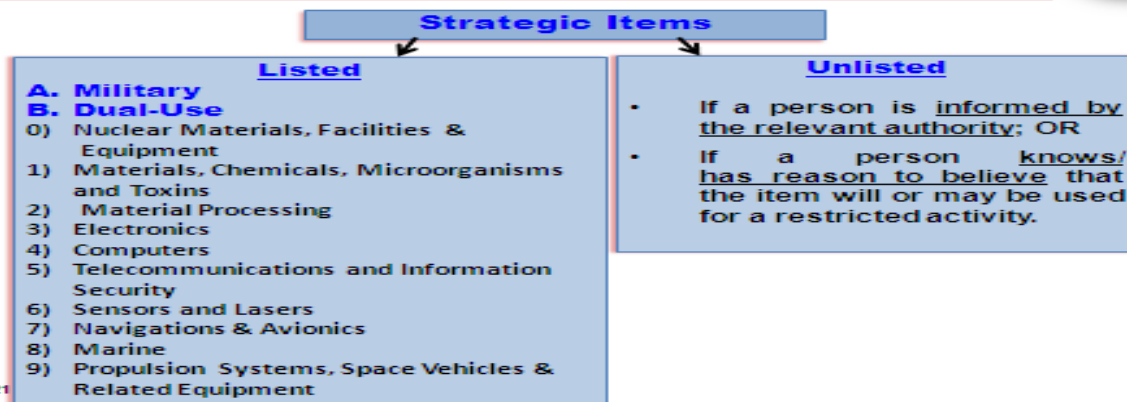 Strategic Items
Listed
A. Military
B. Dual-Use
0) Nuclear Materials, Facilities &
Equipment
1) Materials, Chemicals, Microorganisms
and Toxins
2) Material Processing
3) Electronics
4) Computers
5) Telecommunications and Information
Security
6) Sensors and Lasers
7) Navigations & Avionics
8) Marine
9) Propulsion Systems, Space Vehicles &
Related Equipment
Unlisted
• If a person is informed by
the relevant authority; OR
• If a person knows/
has reason to believe that
the item will or may be used
for a restricted activity.